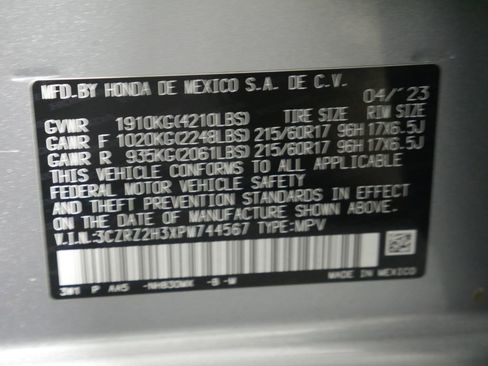 MFD.BY HONDA DE MEXICO S.A. DE C.V.
04/'23
TIRE SIZE RIM SIZE
GVWR 1910KG(4210LBS)
GAWR F 1020KG(2248LBS) 215/60R17 96H 17X6.5J
GAWR R 935KG(2061LBS) 215/60R17 96H 17X6.5J
THIS VEHICLE CONFORMS TO ALL APPLICABLE
FEDERAL MOTOR VEHICLE SAFETY
STANDARDS IN EFFECT ON THE DATE
OF MANUFACTURE SHOWN ABOVE.
V.I.N.:3CZRZ2H3XPM744567 TYPE:MPV
MADE IN MEXICO
3W1 P AA5 -NH830MX -B -W